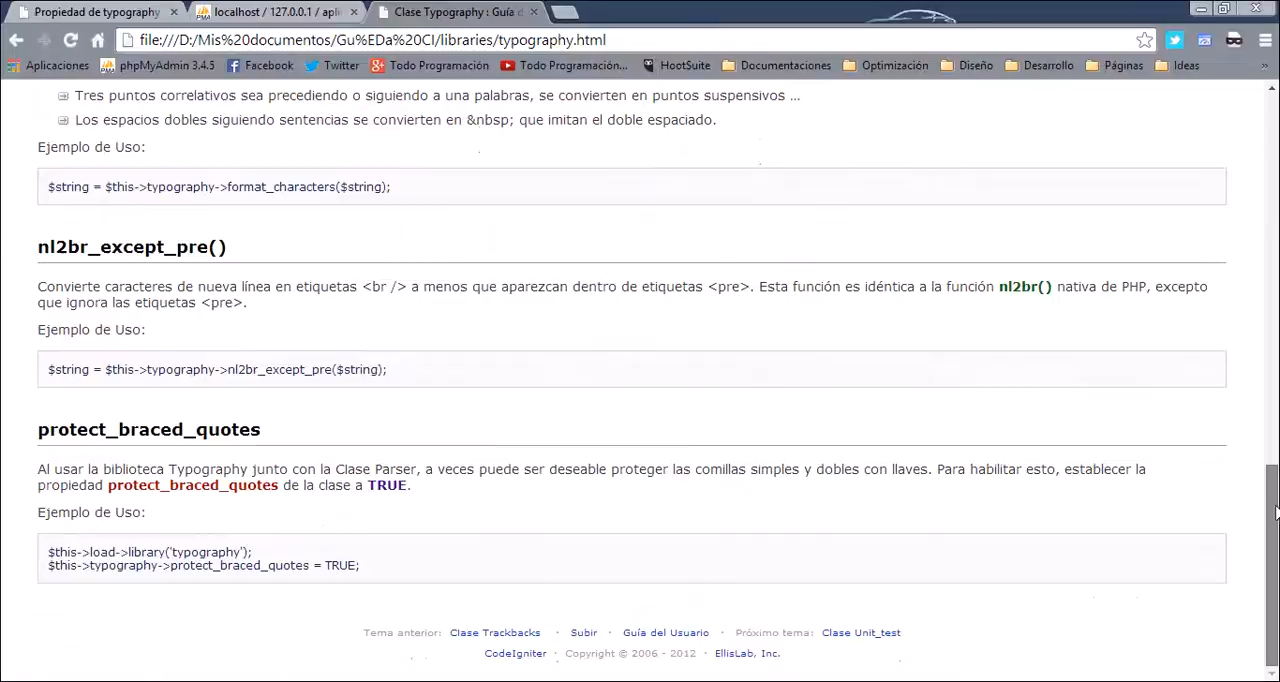 Propiedad de typography
localhost / 127.0.0.1 / apli
Clase Typography : Guía d
file:///D:/Mis%20documentos/Gu%EDa%20CI/libraries/typography.html
Aplicaciones phpMyAdmin 3.4.5 Facebook Twitter Todo Programación Todo Programación... HootSuite Documentaciones Optimización Diseño Desarrollo Páginas Ideas »
Tres puntos correlativos sea precediendo o siguiendo a una palabras, se convierten en puntos suspensivos …
Los espacios dobles siguiendo sentencias se convierten en &nbsp; que imitan el doble espaciado.
Ejemplo de Uso:
$string = $this->typography->format_characters($string);
nl2br_except_pre()
Convierte caracteres de nueva línea en etiquetas <br /> a menos que aparezcan dentro de etiquetas <pre>. Esta función es idéntica a la función nl2br() nativa de PHP, excepto
que ignora las etiquetas <pre>.
Ejemplo de Uso:
$string = $this->typography->nl2br_except_pre($string);
protect_braced_quotes
Al usar la biblioteca Typography junto con la Clase Parser, a veces puede ser deseable proteger las comillas simples y dobles con llaves. Para habilitar esto, establecer la
propiedad protect_braced_quotes de la clase a TRUE.
Ejemplo de Uso:
$this->load->library('typography');
$this->typography->protect_braced_quotes = TRUE;
Tema anterior: Clase Trackbacks · Subir · Guía del Usuario · Próximo tema: Clase Unit_test
CodeIgniter · Copyright © 2006 - 2012 · EllisLab, Inc.